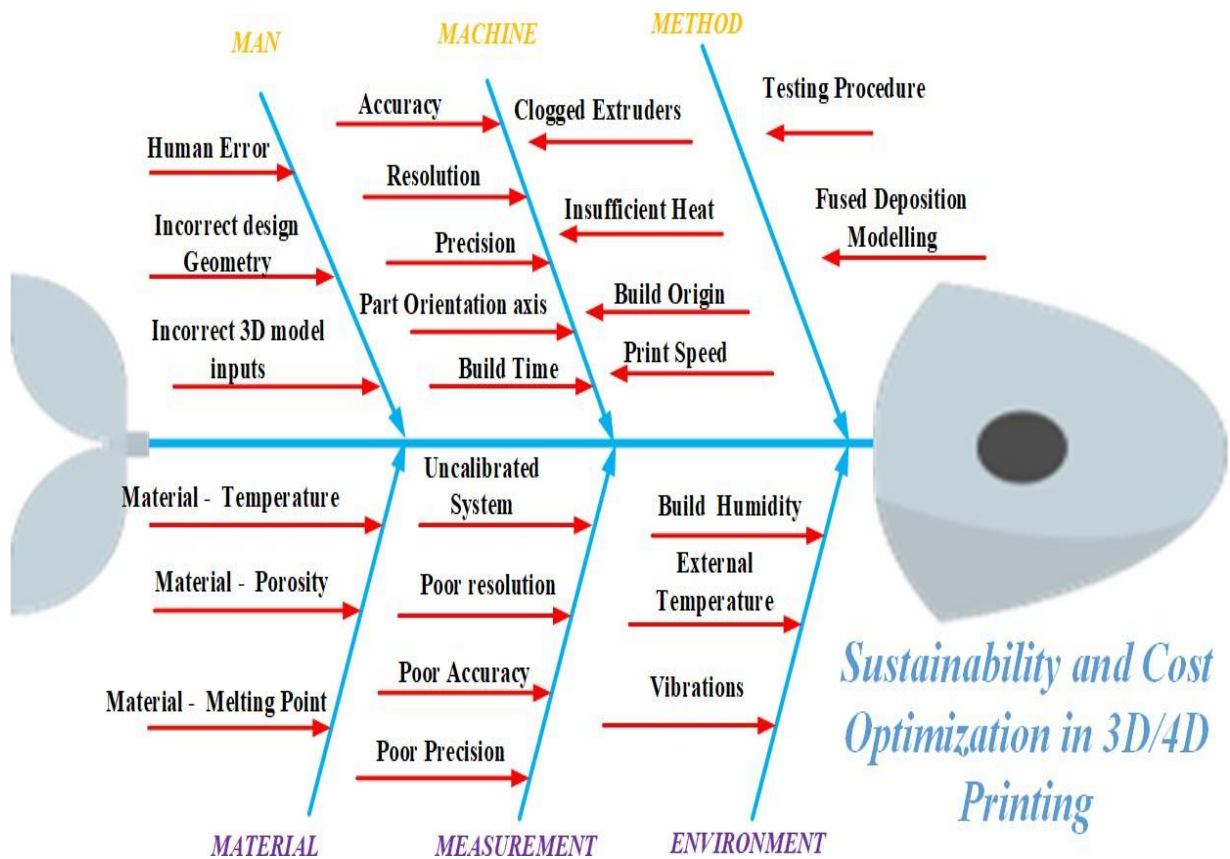 MAN
MACHINE
METHOD
Human Error
Incorrect design
Geometry
Incorrect 3D model
inputs
Accuracy
Resolution
Precision
Part Orientation axis
Build Time
Clogged Extruders
Insufficient Heat
Build Origin
Print Speed
Testing Procedure
Fused Deposition
Modelling
Material - Temperature
Material - Porosity
Material - Melting Point
Uncalibrated
System
Poor resolution
Poor Accuracy
Poor Precision
Build Humidity
External
Temperature
Vibrations
MATERIAL
MEASUREMENT
ENVIRONMENT
Sustainability and Cost
Optimization in 3D/4D
Printing